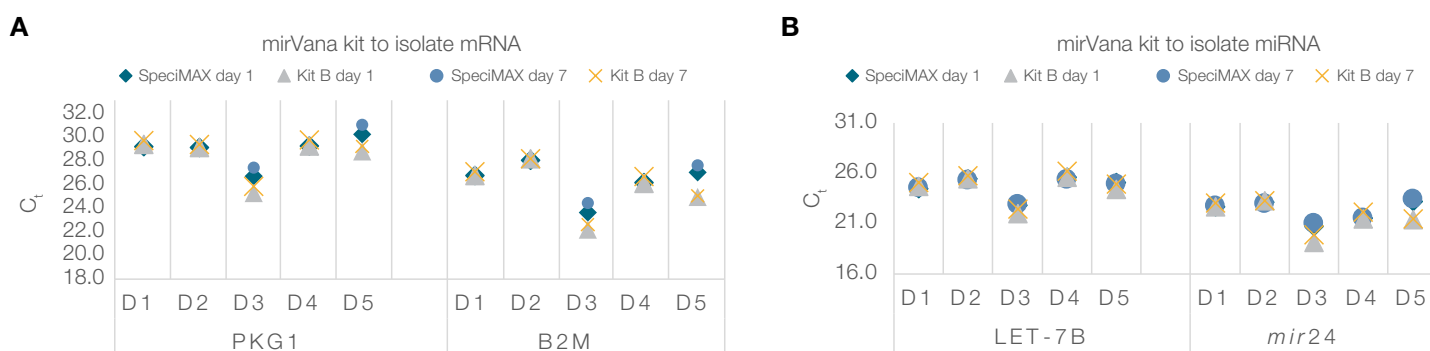 A
mirVana kit to isolate mRNA
SpeciMAX day 1 Kit B day 1 SpeciMAX day 7 Kit B day 7
32.0
30.0
28.0
26.0
24.0
22.0
20.0
18.0
Ct
D1 D2 D3 D4 D5 D1 D2 D3 D4 D5
PKG1 B2M
B
mirVana kit to isolate miRNA
SpeciMAX day 1 Kit B day 1 SpeciMAX day 7 Kit B day 7
31.0
26.0
21.0
16.0
Ct
D1 D2 D3 D4 D5 D1 D2 D3 D4 D5
LET-7B mir24